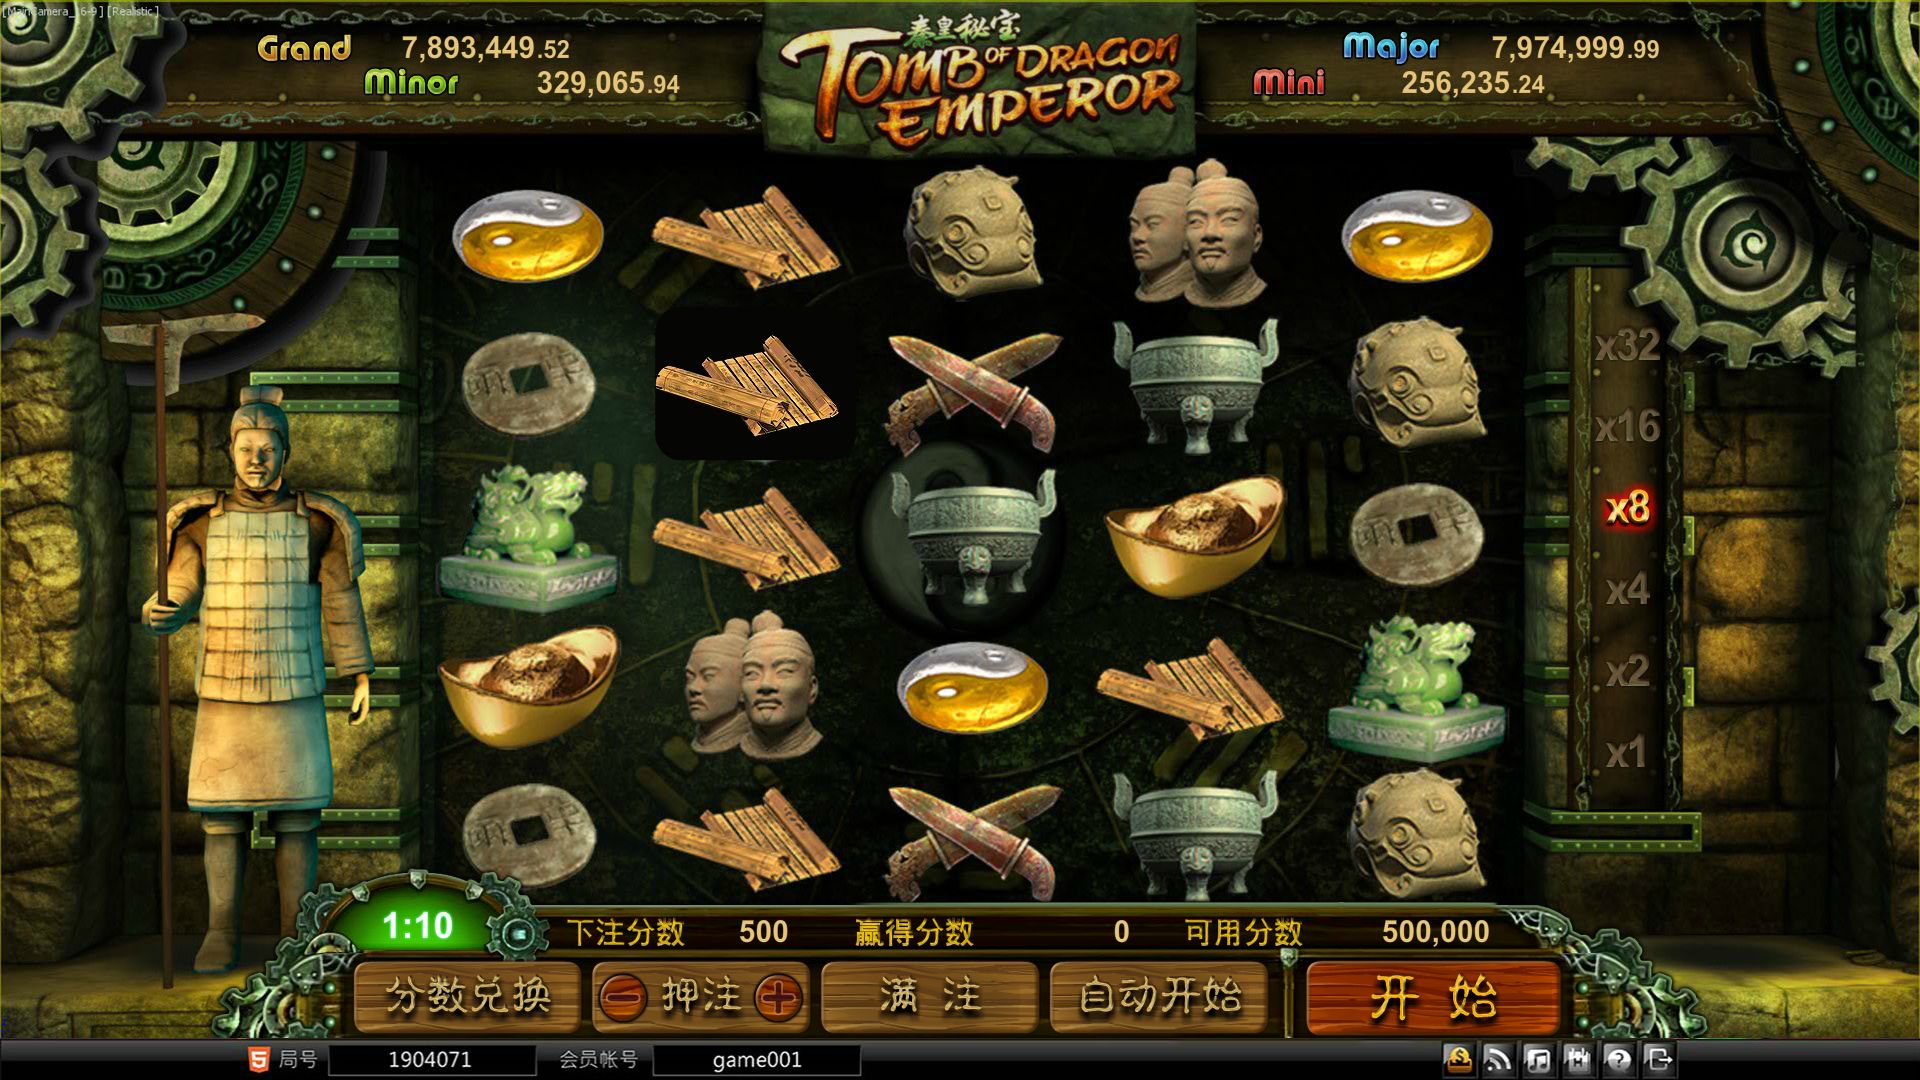 [MainCamera_16-9] [Realistic]
Grand 7,893,449.52
Minor 329,065.94
秦皇秘宝
TOMB OF DRAGON
EMPEROR
Major 7,974,999.99
Mini 256,235.24
x32
x16
x8
x4
x2
x1
1:10
下注分数 500 赢得分数 0 可用分数 500,000
分数兑换 押注 满注 自动开始 开始
局号 1904071 会员帐号 game001